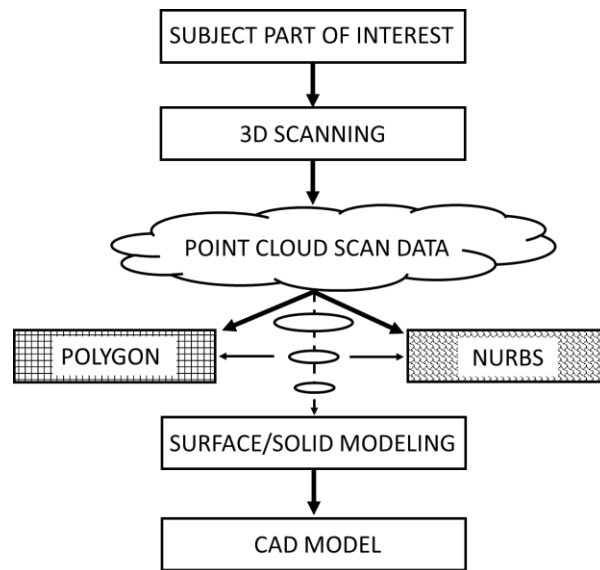 SUBJECT PART OF INTEREST
3D SCANNING
POINT CLOUD SCAN DATA
POLYGON
NURBS
SURFACE/SOLID MODELING
CAD MODEL